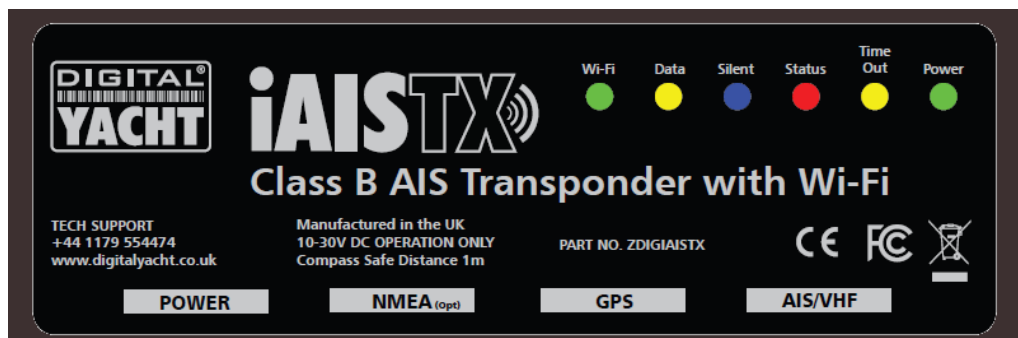 DIGITAL®
YACHT
iAISTX
Wi-Fi
Data
Silent
Status
Time
Out
Power
Class B AIS Transponder with Wi-Fi
TECH SUPPORT
+44 1179 554474
www.digitalyacht.co.uk
Manufactured in the UK
10-30V DC OPERATION ONLY
Compass Safe Distance 1m
PART NO. ZDIGIAISTX
CE FC
POWER
NMEA (Opt)
GPS
AIS/VHF